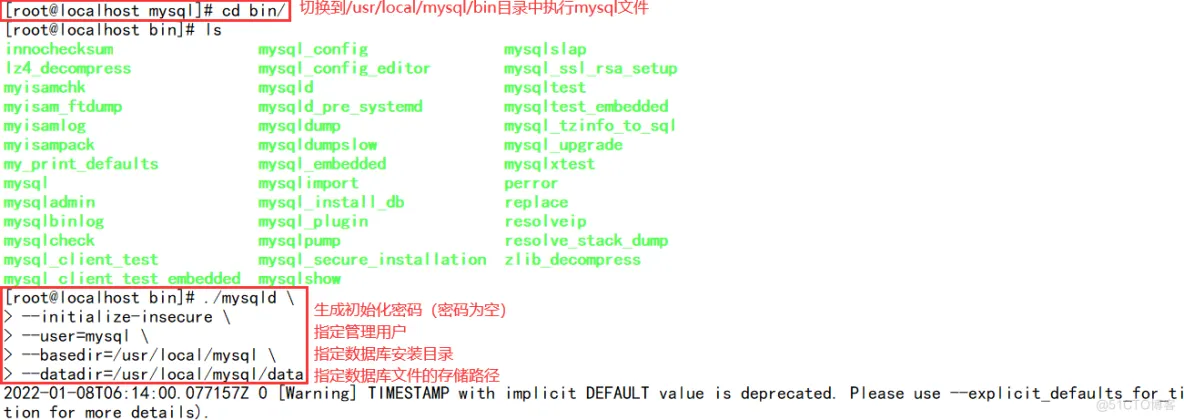 [root@localhost mysql]# cd bin/ 切换到/usr/local/mysql/bin目录中执行mysql文件
[root@localhost bin]# ls
innochecksum mysql_config mysqlslap
lz4_decompress mysql_config_editor mysql_ssl_rsa_setup
myisamchk mysqld mysqltest
myisam_ftdump mysqld_pre_systemd mysqltest_embedded
myisamlog mysqldump mysql_tzinfo_to_sql
myisampack mysqldumpslow mysql_upgrade
my_print_defaults mysql_embedded mysqlxtest
mysql mysqlimport perror
mysqladmin mysql_install_db replace
mysqlbinlog mysql_plugin resolveip
mysqlcheck mysqlpump resolve_stack_dump
mysql_client_test mysql_secure_installation zlib_decompress
mysql_client_test_embedded mysqlshow
[root@localhost bin]# ./mysqld \
> --initialize-insecure \ 生成初始化密码（密码为空）
> --user=mysql \ 指定管理用户
> --basedir=/usr/local/mysql \ 指定数据库安装目录
> --datadir=/usr/local/mysql/data 指定数据库文件的存储路径
2022-01-08T06:14:00.077157Z 0 [Warning] TIMESTAMP with implicit DEFAULT value is deprecated. Please use --explicit_defaults_for_ti
tion for more details).
@51CTO博客